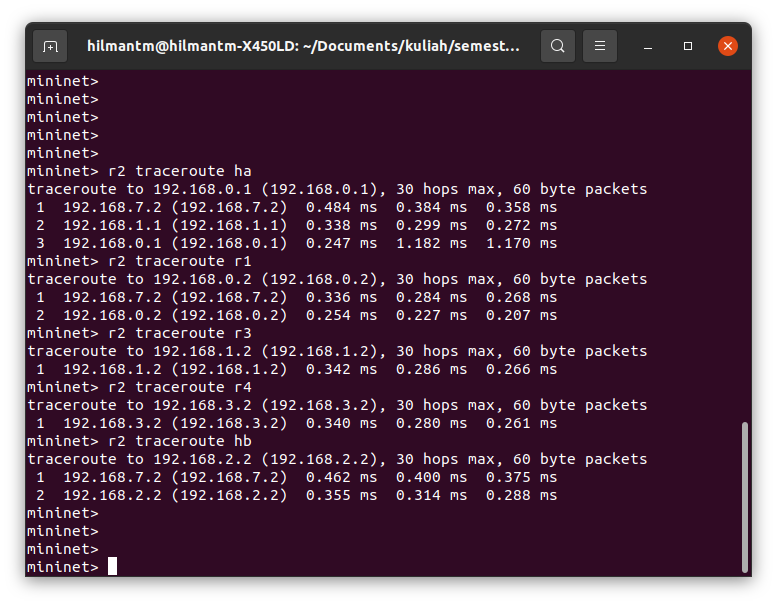 hilmantm@hilmantm-X450LD: ~/Documents/kuliah/semest...
mininet>
mininet>
mininet>
mininet>
mininet>
mininet> r2 traceroute ha
traceroute to 192.168.0.1 (192.168.0.1), 30 hops max, 60 byte packets
 1  192.168.7.2 (192.168.7.2)  0.484 ms  0.384 ms  0.358 ms
 2  192.168.1.1 (192.168.1.1)  0.338 ms  0.299 ms  0.272 ms
 3  192.168.0.1 (192.168.0.1)  0.247 ms  1.182 ms  1.170 ms
mininet> r2 traceroute r1
traceroute to 192.168.0.2 (192.168.0.2), 30 hops max, 60 byte packets
 1  192.168.7.2 (192.168.7.2)  0.336 ms  0.284 ms  0.268 ms
 2  192.168.0.2 (192.168.0.2)  0.254 ms  0.227 ms  0.207 ms
mininet> r2 traceroute r3
traceroute to 192.168.1.2 (192.168.1.2), 30 hops max, 60 byte packets
 1  192.168.1.2 (192.168.1.2)  0.342 ms  0.286 ms  0.266 ms
mininet> r2 traceroute r4
traceroute to 192.168.3.2 (192.168.3.2), 30 hops max, 60 byte packets
 1  192.168.3.2 (192.168.3.2)  0.340 ms  0.280 ms  0.261 ms
mininet> r2 traceroute hb
traceroute to 192.168.2.2 (192.168.2.2), 30 hops max, 60 byte packets
 1  192.168.7.2 (192.168.7.2)  0.462 ms  0.400 ms  0.375 ms
 2  192.168.2.2 (192.168.2.2)  0.355 ms  0.314 ms  0.288 ms
mininet>
mininet>
mininet>
mininet>